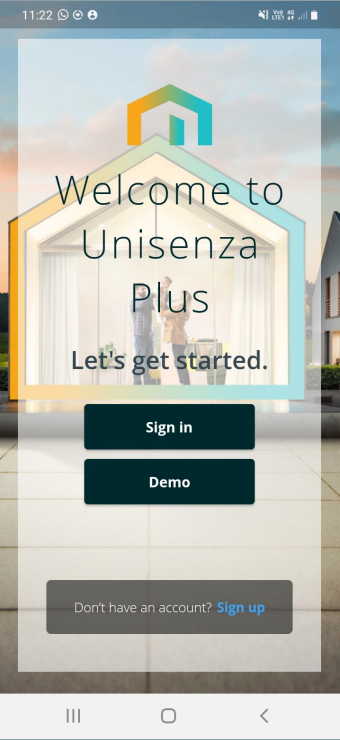 11:22
Welcome to
Unisenza
Plus
Let's get started.
Sign in
Demo
Don't have an account? Sign up